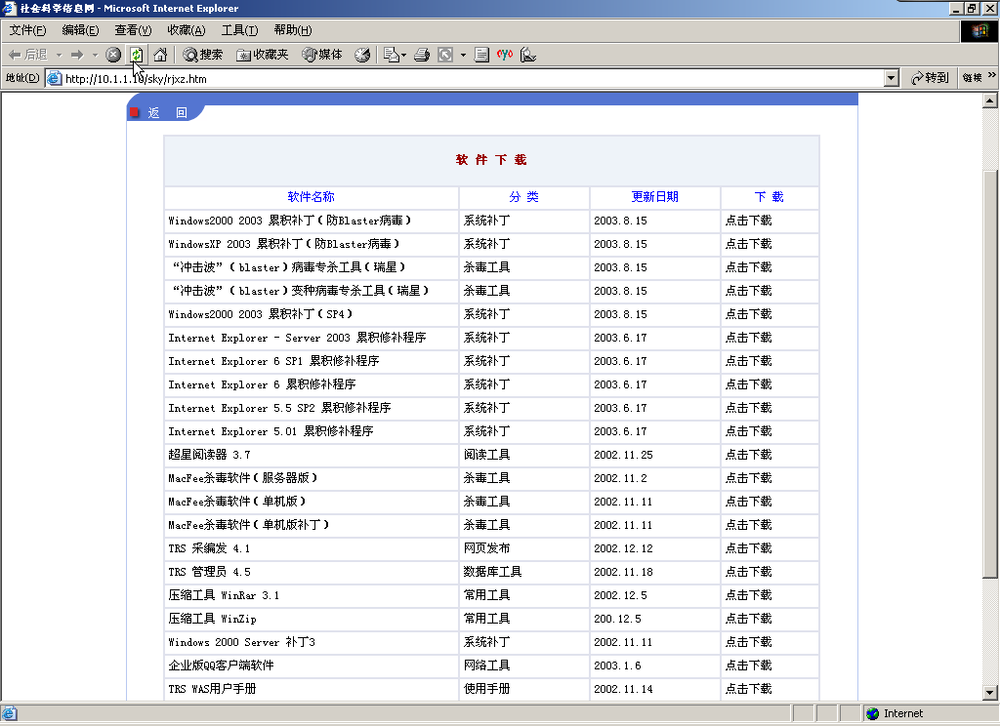 社会科学信息网 - Microsoft Internet Explorer
文件(F) 编辑(E) 查看(V) 收藏(A) 工具(T) 帮助(H)
后退 搜索 收藏夹 媒体
地址(D) http://10.1.1.10/sky/rjxz.htm 转到 链接 »
返 回
软 件 下 载
软件名称 分 类 更新日期 下 载
Windows2000 2003 累积补丁(防Blaster病毒) 系统补丁 2003.8.15 点击下载
WindowsXP 2003 累积补丁(防Blaster病毒) 系统补丁 2003.8.15 点击下载
“冲击波”(blaster)病毒专杀工具(瑞星) 杀毒工具 2003.8.15 点击下载
“冲击波”(blaster)变种病毒专杀工具(瑞星) 杀毒工具 2003.8.15 点击下载
Windows2000 2003 累积补丁(SP4) 系统补丁 2003.8.15 点击下载
Internet Explorer - Server 2003 累积修补程序 系统补丁 2003.6.17 点击下载
Internet Explorer 6 SP1 累积修补程序 系统补丁 2003.6.17 点击下载
Internet Explorer 6 累积修补程序 系统补丁 2003.6.17 点击下载
Internet Explorer 5.5 SP2 累积修补程序 系统补丁 2003.6.17 点击下载
Internet Explorer 5.01 累积修补程序 系统补丁 2003.6.17 点击下载
超星阅读器 3.7 阅读工具 2002.11.25 点击下载
MacFee杀毒软件(服务器版) 杀毒工具 2002.11.2 点击下载
MacFee杀毒软件(单机版) 杀毒工具 2002.11.11 点击下载
MacFee杀毒软件(单机版补丁) 杀毒工具 2002.11.11 点击下载
TRS 采编发 4.1 网页发布 2002.12.12 点击下载
TRS 管理员 4.5 数据库工具 2002.11.18 点击下载
压缩工具 WinRar 3.1 常用工具 2002.12.5 点击下载
压缩工具 WinZip 常用工具 200.12.5 点击下载
Windows 2000 Server 补丁3 系统补丁 2002.11.11 点击下载
企业版QQ客户端软件 网络工具 2003.1.6 点击下载
TRS WAS用户手册 使用手册 2002.11.14 点击下载
Internet